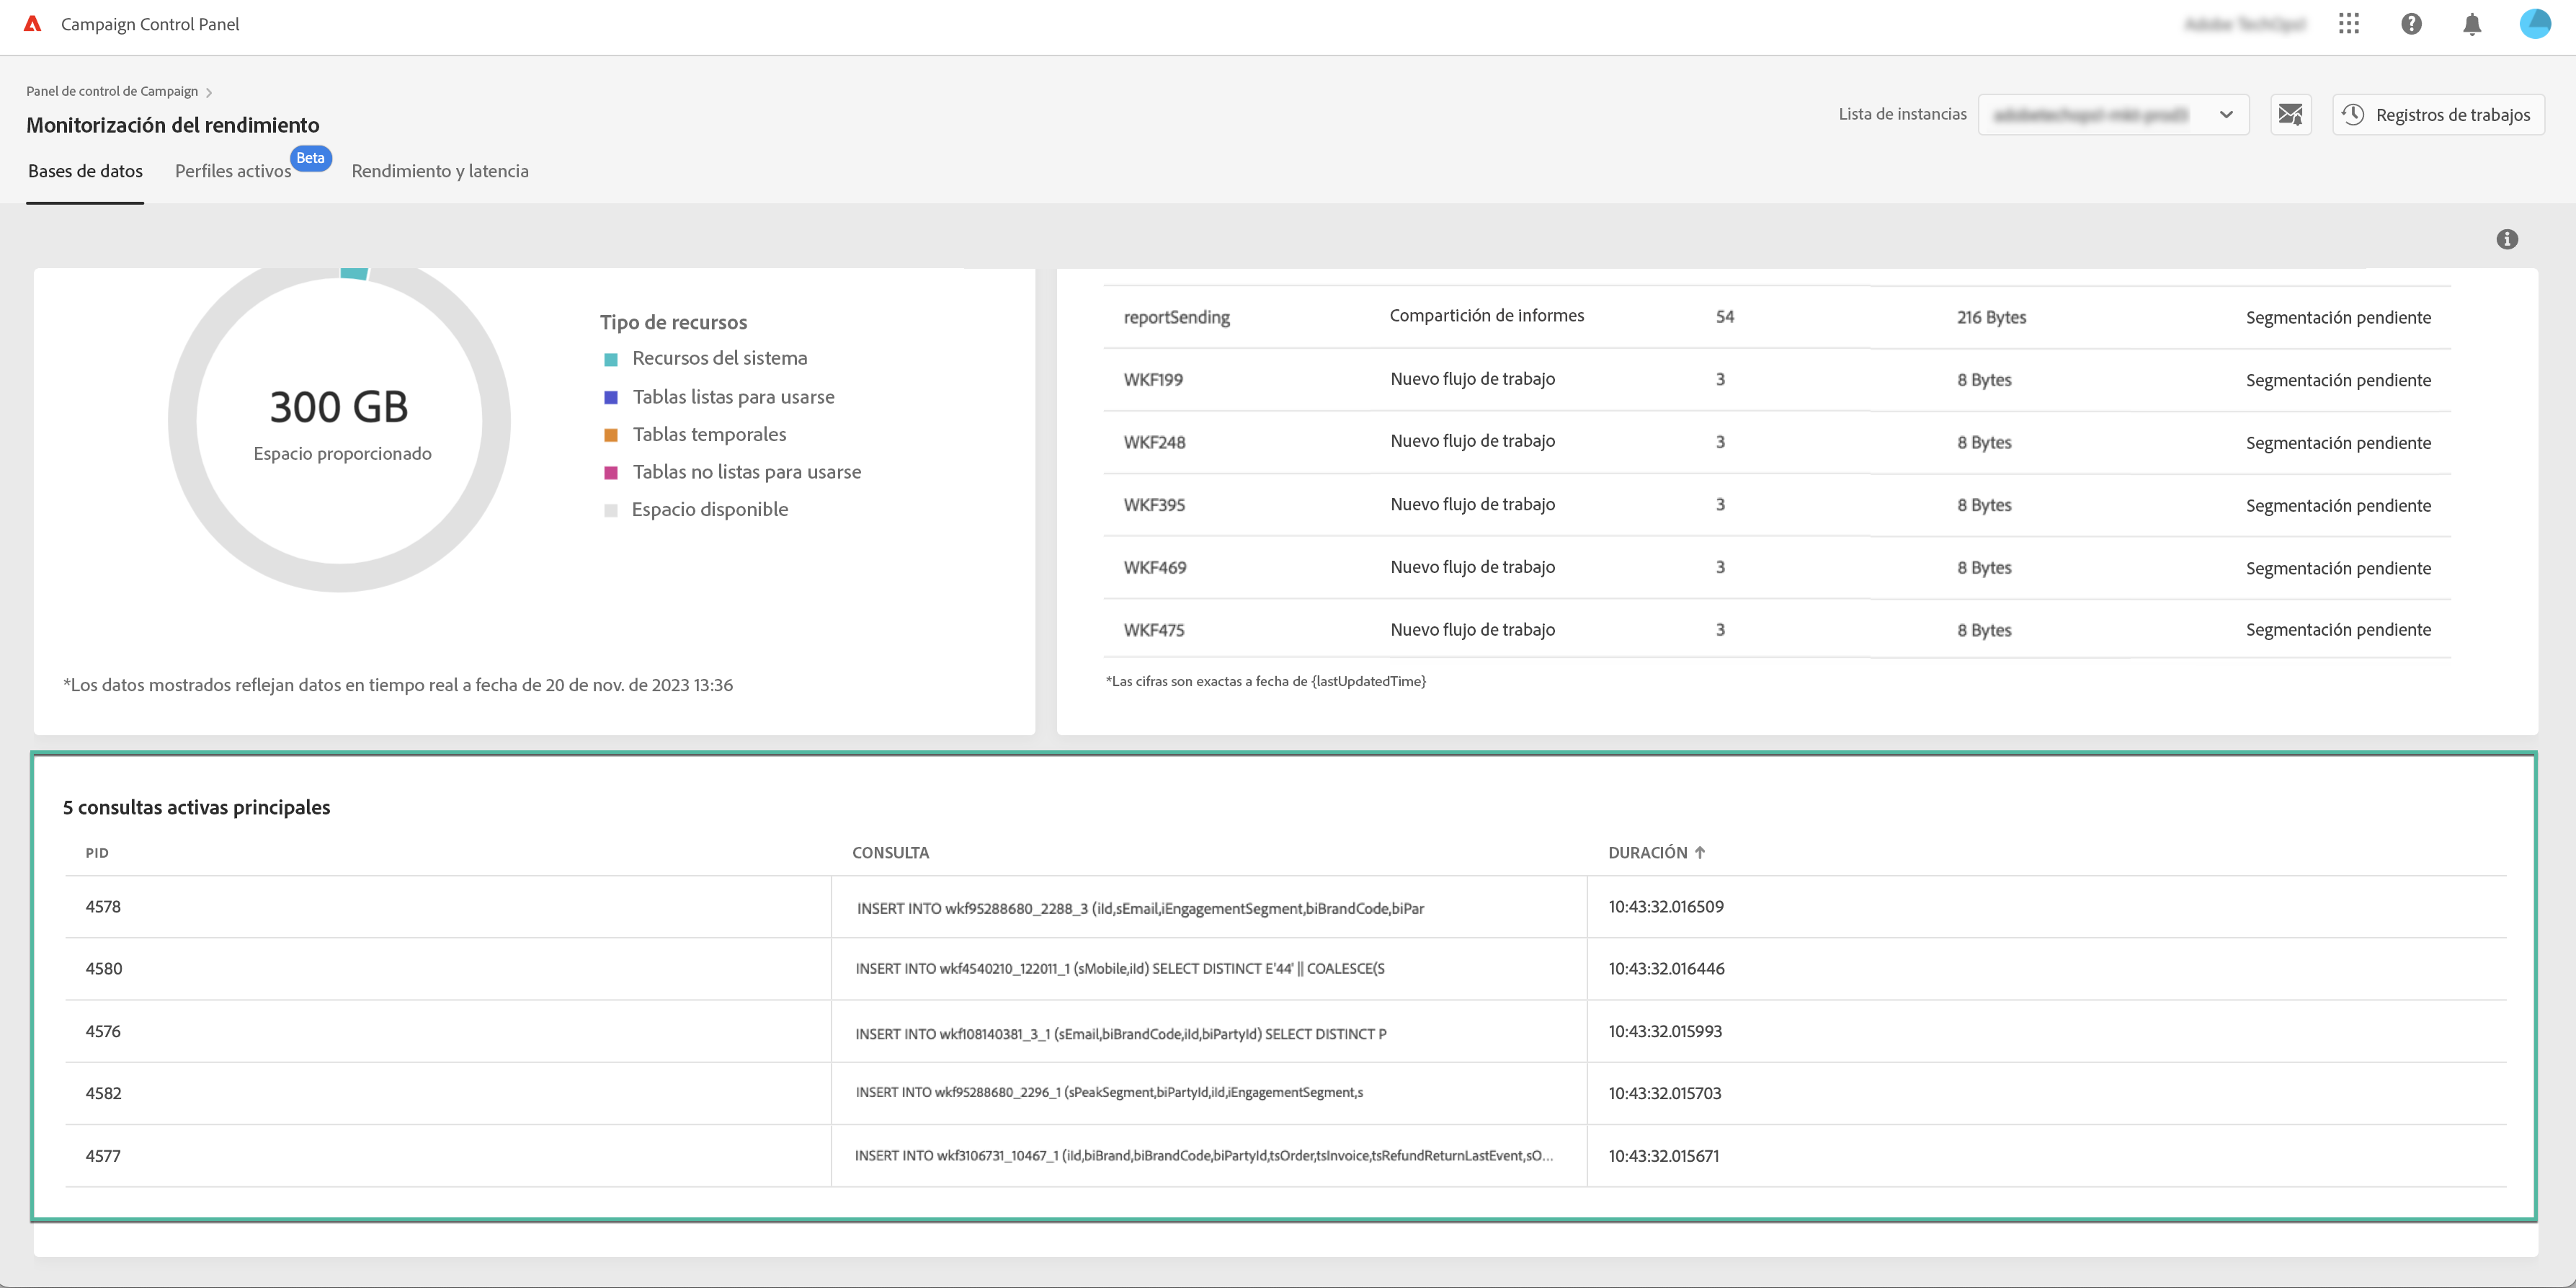 Campaign Control Panel
Panel de control de Campaign
Monitorización del rendimiento
Lista de instancias
Registros de trabajos
Bases de datos
Perfiles activos
Beta
Rendimiento y latencia
300 GB
Espacio proporcionado
Tipo de recursos
Recursos del sistema
Tablas listas para usarse
Tablas temporales
Tablas no listas para usarse
Espacio disponible
*Los datos mostrados reflejan datos en tiempo real a fecha de 20 de nov. de 2023 13:36
reportSending Compartición de informes 54 216 Bytes Segmentación pendiente
WKF199 Nuevo flujo de trabajo 3 8 Bytes Segmentación pendiente
WKF248 Nuevo flujo de trabajo 3 8 Bytes Segmentación pendiente
WKF395 Nuevo flujo de trabajo 3 8 Bytes Segmentación pendiente
WKF469 Nuevo flujo de trabajo 3 8 Bytes Segmentación pendiente
WKF475 Nuevo flujo de trabajo 3 8 Bytes Segmentación pendiente
*Las cifras son exactas a fecha de {lastUpdatedTime}
5 consultas activas principales
PID CONSULTA DURACIÓN
4578 INSERT INTO wkf95288680_2288_3 (iId,sEmail,iEngagementSegment,biBrandCode,biPar 10:43:32.016509
4580 INSERT INTO wkf4540210_122011_1 (sMobile,iId) SELECT DISTINCT E'44' || COALESCE(S 10:43:32.016446
4576 INSERT INTO wkf108140381_3_1 (sEmail,biBrandCode,iId,biPartyId) SELECT DISTINCT P 10:43:32.015993
4582 INSERT INTO wkf95288680_2296_1 (sPeakSegment,biPartyId,iId,iEngagementSegment,s 10:43:32.015703
4577 INSERT INTO wkf3106731_10467_1 (iId,biBrand,biBrandCode,biPartyId,tsOrder,tsInvoice,tsRefundReturnLastEvent,sO... 10:43:32.015671